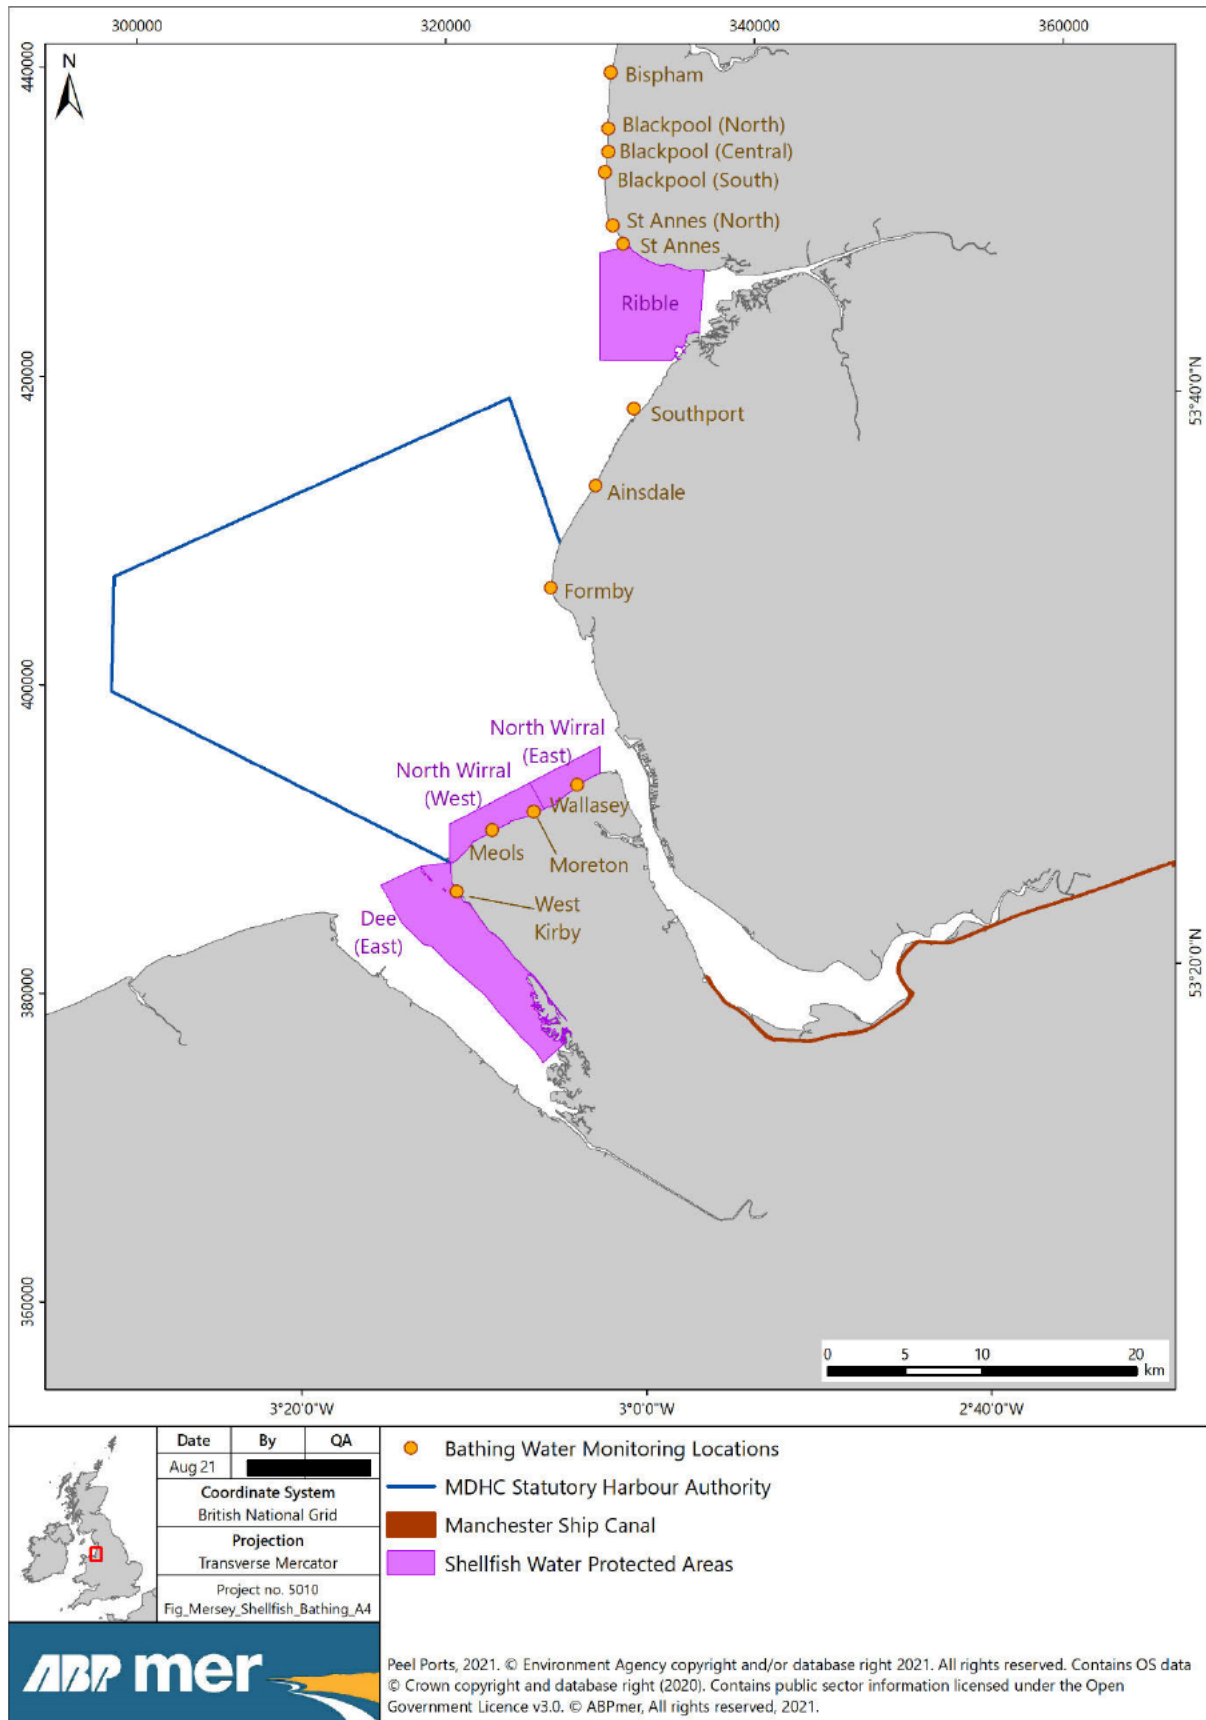 300000
320000
340000
360000
440000
N
Bispham
Blackpool (North)
Blackpool (Central)
Blackpool (South)
St Annes (North)
St Annes
Ribble
420000
53°40'0"N
Southport
Ainsdale
Formby
400000
North Wirral
(East)
North Wirral
(West)
Wallasey
Meols
Moreton
West
Kirby
Dee
(East)
380000
53°20'0"N
360000
0 5 10 20
km
3°20'0"W
3°0'0"W
2°40'0"W
Date By QA
Aug 21
Coordinate System
British National Grid
Projection
Transverse Mercator
Project no. 5010
Fig_Mersey_Shellfish_Bathing_A4
Bathing Water Monitoring Locations
MDHC Statutory Harbour Authority
Manchester Ship Canal
Shellfish Water Protected Areas
ABP mer
Peel Ports, 2021. © Environment Agency copyright and/or database right 2021. All rights reserved. Contains OS data
© Crown copyright and database right (2020). Contains public sector information licensed under the Open
Government Licence v3.0. © ABPmer, All rights reserved, 2021.